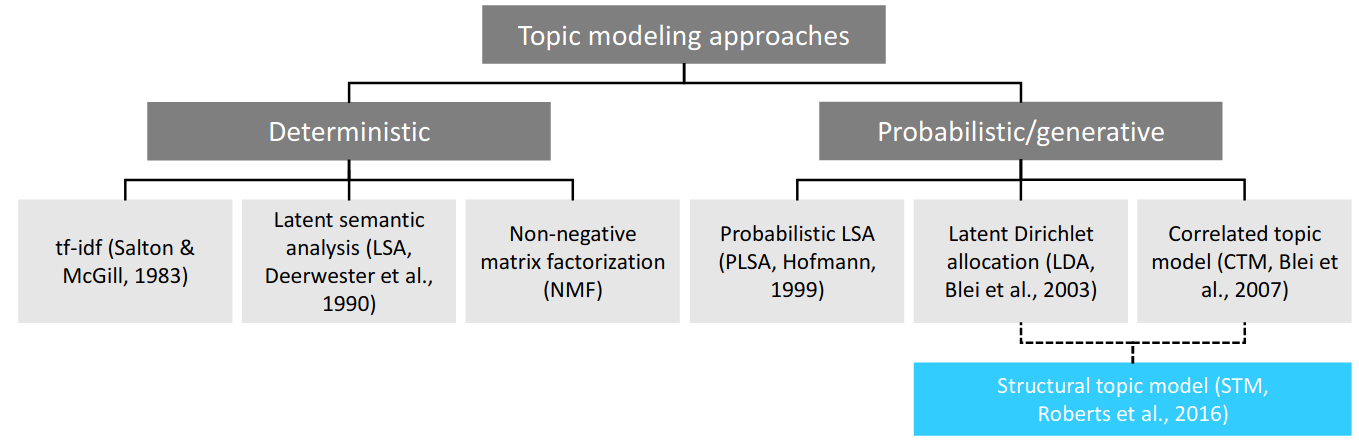 Topic modeling approaches
Deterministic
Probabilistic/generative
tf-idf (Salton &
McGill, 1983)
Latent semantic
analysis (LSA,
Deerwester et al.,
1990)
Non-negative
matrix factorization
(NMF)
Probabilistic LSA
(PLSA, Hofmann,
1999)
Latent Dirichlet
allocation (LDA,
Blei et al., 2003)
Correlated topic
model (CTM, Blei et
al., 2007)
Structural topic model (STM,
Roberts et al., 2016)